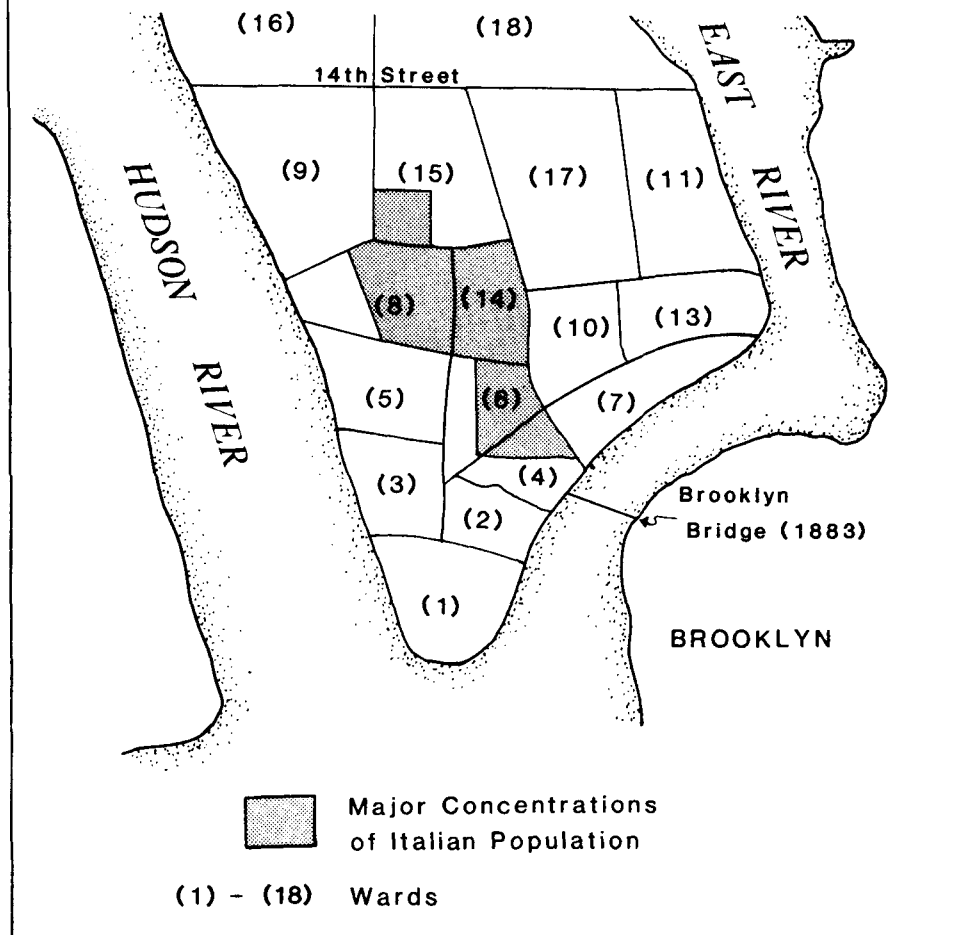 (16)
(18)
14th Street
EAST
RIVER
(9)
(15)
(17)
(11)
HUDSON
RIVER
(8)
(14)
(10)
(13)
(5)
(6)
(7)
(3)
(4)
(2)
(1)
Brooklyn
Bridge (1883)
BROOKLYN
Major Concentrations
of Italian Population
(1) – (18) Wards